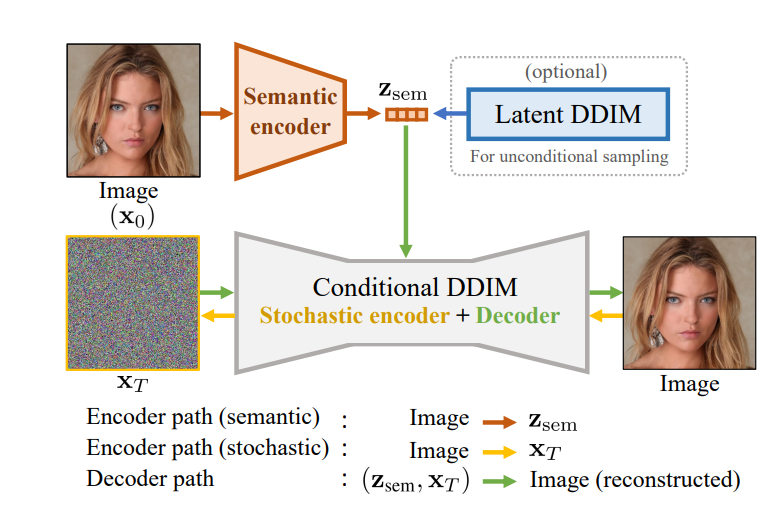 (optional)
Semantic
encoder
z_sem
Latent DDIM
For unconditional sampling
Image
(x_0)
Conditional DDIM
Stochastic encoder + Decoder
x_T
Image
Encoder path (semantic) : Image → z_sem
Encoder path (stochastic) : Image → x_T
Decoder path : (z_sem, x_T) → Image (reconstructed)